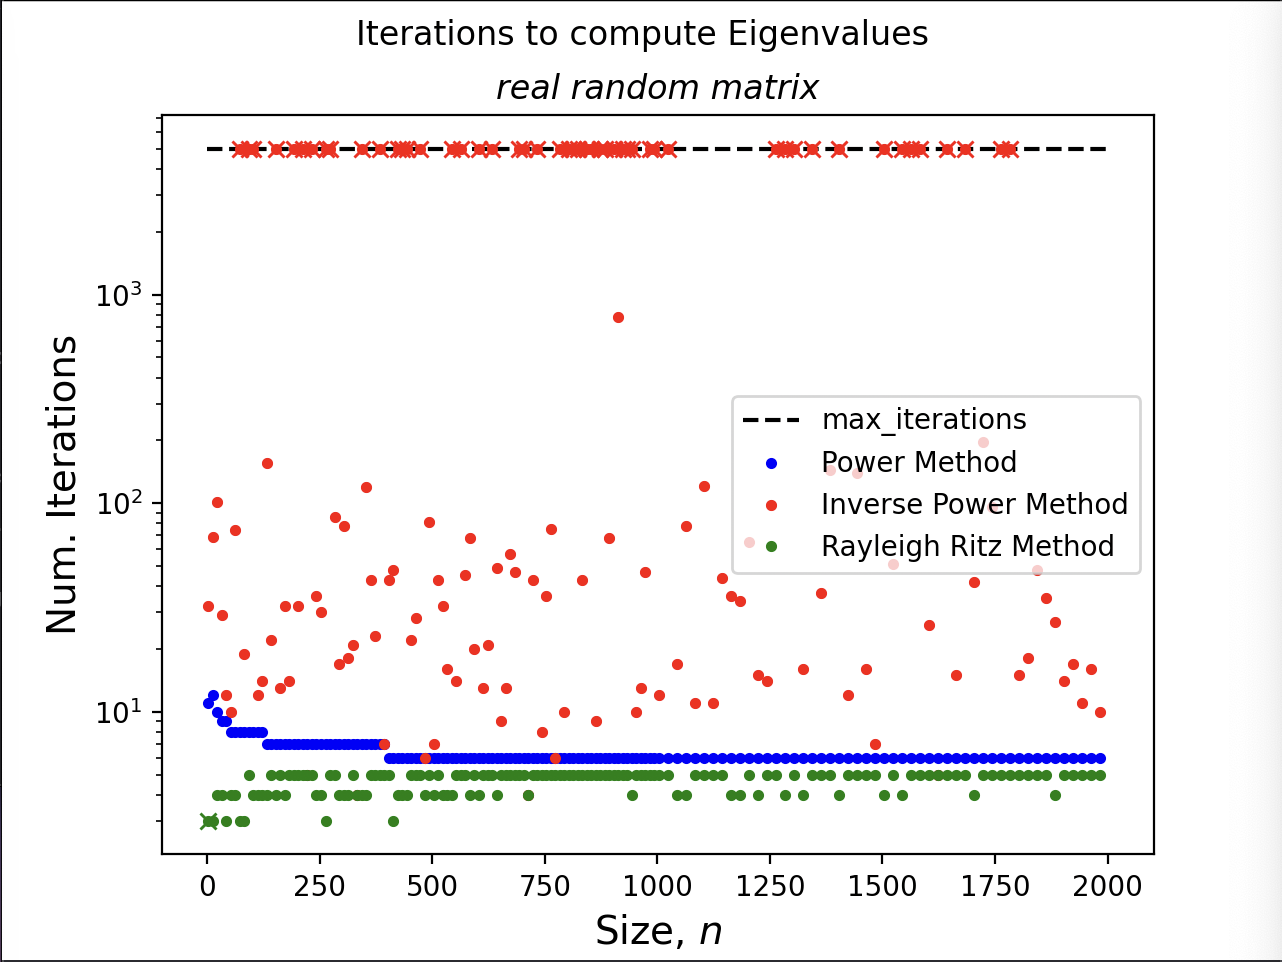 Iterations to compute Eigenvalues
real random matrix
Num. Iterations
10³
10²
10¹
max_iterations
Power Method
Inverse Power Method
Rayleigh Ritz Method
0 250 500 750 1000 1250 1500 1750 2000
Size, n